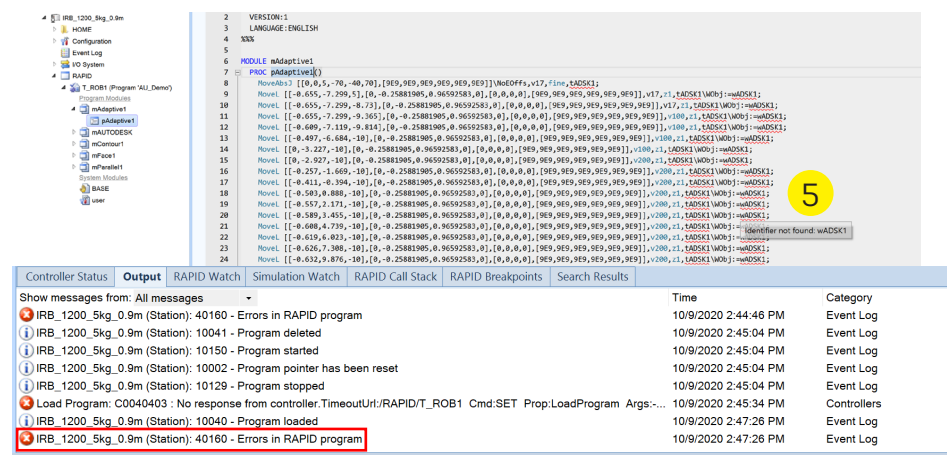 IRB_1200_5kg_0.9m
HOME
Configuration
Event Log
I/O System
RAPID
T_ROB1 (Program 'AU_Demo')
Program Modules
mAdaptive1
pAdaptive1
mAUTODESK
mContour1
mFace1
mParallel1
System Modules
BASE
user
2 VERSION:1
3 LANGUAGE:ENGLISH
4 %%%
5
6 MODULE mAdaptive1
7 PROC pAdaptive1()
8 MoveAbsJ [[0,0,5,-70,-40,70],[9E9,9E9,9E9,9E9,9E9,9E9]]\NoEOffs,v17,fine,tADSK1;
9 MoveL [[-0.655,-7.299,5],[0,-0.25881905,0.96592583,0],[0,0,0,0],[9E9,9E9,9E9,9E9,9E9,9E9]],v17,z1,tADSK1\WObj:=wADSK1;
10 MoveL [[-0.655,-7.299,-8.73],[0,-0.25881905,0.96592583,0],[0,0,0,0],[9E9,9E9,9E9,9E9,9E9,9E9]],v17,z1,tADSK1\WObj:=wADSK1;
11 MoveL [[-0.655,-7.299,-9.365],[0,-0.25881905,0.96592583,0],[0,0,0,0],[9E9,9E9,9E9,9E9,9E9,9E9]],v100,z1,tADSK1\WObj:=wADSK1;
12 MoveL [[-0.609,-7.119,-9.814],[0,-0.25881905,0.96592583,0],[0,0,0,0],[9E9,9E9,9E9,9E9,9E9,9E9]],v100,z1,tADSK1\WObj:=wADSK1;
13 MoveL [[-0.497,-6.684,-10],[0,-0.25881905,0.96592583,0],[0,0,0,0],[9E9,9E9,9E9,9E9,9E9,9E9]],v100,z1,tADSK1\WObj:=wADSK1;
14 MoveL [[0,-3.227,-10],[0,-0.25881905,0.96592583,0],[0,0,0,0],[9E9,9E9,9E9,9E9,9E9,9E9]],v100,z1,tADSK1\WObj:=wADSK1;
15 MoveL [[0,-2.927,-10],[0,-0.25881905,0.96592583,0],[0,0,0,0],[9E9,9E9,9E9,9E9,9E9,9E9]],v200,z1,tADSK1\WObj:=wADSK1;
16 MoveL [[-0.257,-1.669,-10],[0,-0.25881905,0.96592583,0],[0,0,0,0],[9E9,9E9,9E9,9E9,9E9,9E9]],v200,z1,tADSK1\WObj:=wADSK1;
17 MoveL [[-0.411,-0.394,-10],[0,-0.25881905,0.96592583,0],[0,0,0,0],[9E9,9E9,9E9,9E9,9E9,9E9]],v200,z1,tADSK1\WObj:=wADSK1;
18 MoveL [[-0.503,0.888,-10],[0,-0.25881905,0.96592583,0],[0,0,0,0],[9E9,9E9,9E9,9E9,9E9,9E9]],v200,z1,tADSK1\WObj:=wADSK1;
19 MoveL [[-0.557,2.171,-10],[0,-0.25881905,0.96592583,0],[0,0,0,0],[9E9,9E9,9E9,9E9,9E9,9E9]],v200,z1,tADSK1\WObj:=wADSK1;
20 MoveL [[-0.589,3.455,-10],[0,-0.25881905,0.96592583,0],[0,0,0,0],[9E9,9E9,9E9,9E9,9E9,9E9]],v200,z1,tADSK1\WObj:=wADSK1;
21 MoveL [[-0.608,4.739,-10],[0,-0.25881905,0.96592583,0],[0,0,0,0],[9E9,9E9,9E9,9E9,9E9,9E9]],v200,z1,tADSK1\WObj:=wADSK1;
22 MoveL [[-0.619,6.023,-10],[0,-0.25881905,0.96592583,0],[0,0,0,0],[9E9,9E9,9E9,9E9,9E9,9E9]],v200,z1,tADSK1
23 MoveL [[-0.626,7.308,-10],[0,-0.25881905,0.96592583,0],[0,0,0,0],[9E9,9E9,9E9,9E9,9E9,9E9]],v200,z1,tADSK1\WObj:=wADSK1;
24 MoveL [[-0.632,9.876,-10],[0,-0.25881905,0.96592583,0],[0,0,0,0],[9E9,9E9,9E9,9E9,9E9,9E9]],v200,z1,tADSK1\WObj:=wADSK1;
5
Identifier not found: wADSK1
Controller Status Output RAPID Watch Simulation Watch RAPID Call Stack RAPID Breakpoints Search Results
Show messages from: All messages Time Category
IRB_1200_5kg_0.9m (Station): 40160 - Errors in RAPID program 10/9/2020 2:44:46 PM Event Log
IRB_1200_5kg_0.9m (Station): 10041 - Program deleted 10/9/2020 2:45:04 PM Event Log
IRB_1200_5kg_0.9m (Station): 10150 - Program started 10/9/2020 2:45:04 PM Event Log
IRB_1200_5kg_0.9m (Station): 10002 - Program pointer has been reset 10/9/2020 2:45:04 PM Event Log
IRB_1200_5kg_0.9m (Station): 10129 - Program stopped 10/9/2020 2:45:04 PM Event Log
Load Program: C0040403 : No response from controller.TimeoutUrl:/RAPID/T_ROB1 Cmd:SET Prop:LoadProgram Args:-... 10/9/2020 2:45:34 PM Controllers
IRB_1200_5kg_0.9m (Station): 10040 - Program loaded 10/9/2020 2:47:26 PM Event Log
IRB_1200_5kg_0.9m (Station): 40160 - Errors in RAPID program 10/9/2020 2:47:26 PM Event Log